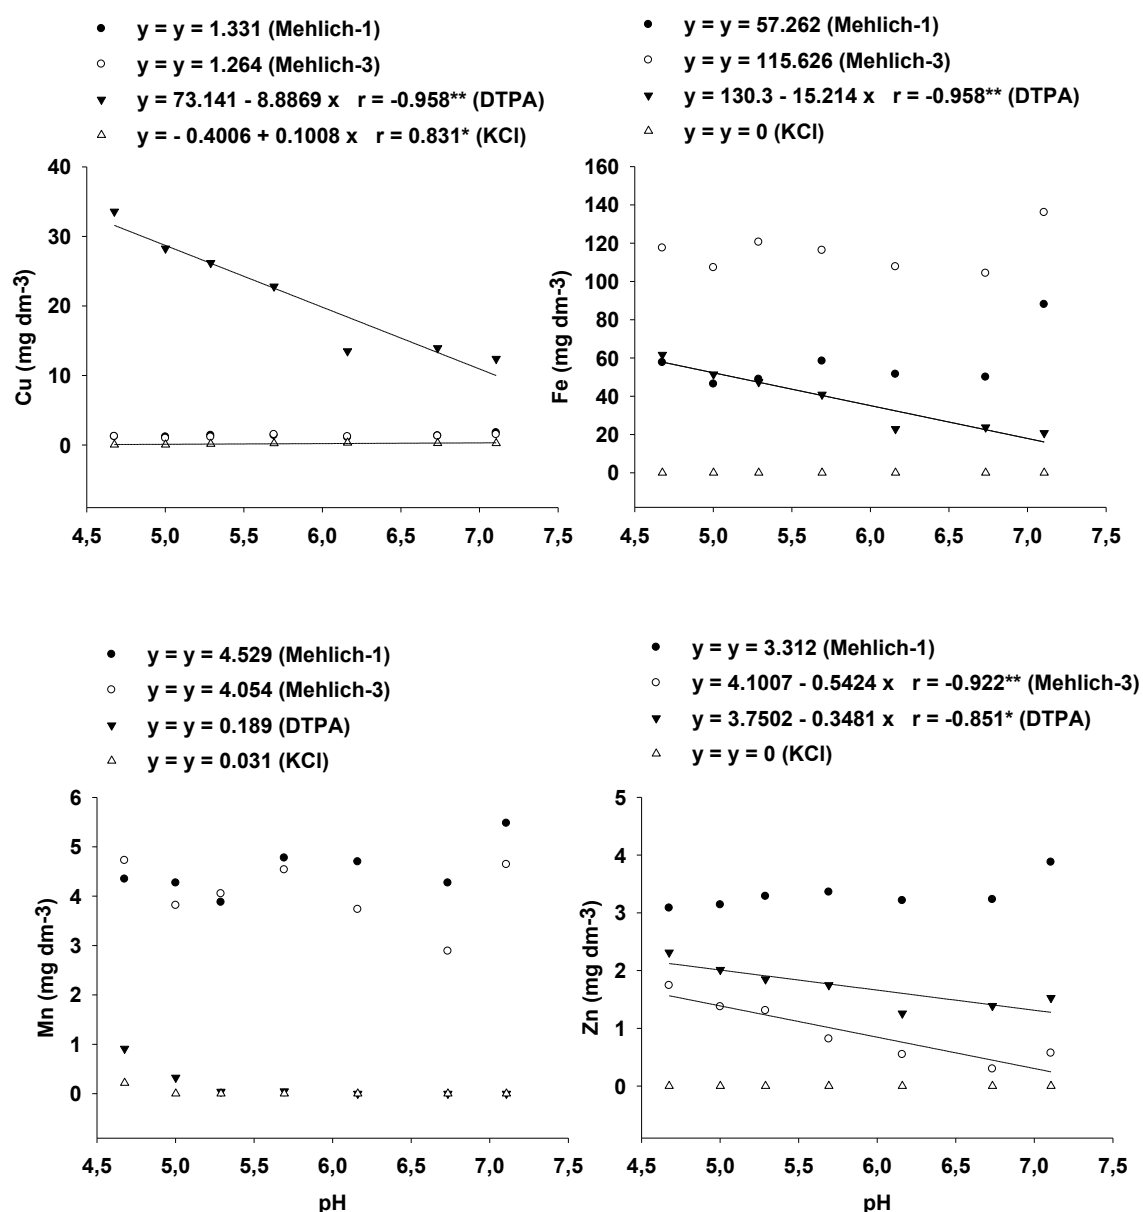 y = y = 1.331 (Mehlich-1)
y = y = 1.264 (Mehlich-3)
y = 73.141 - 8.8869 x r = -0.958** (DTPA)
y = - 0.4006 + 0.1008 x r = 0.831* (KCl)
40
30
20
10
0
Cu (mg dm-3)
4,5 5,0 5,5 6,0 6,5 7,0 7,5
y = y = 57.262 (Mehlich-1)
y = y = 115.626 (Mehlich-3)
y = 130.3 - 15.214 x r = -0.958** (DTPA)
y = y = 0 (KCl)
160
140
120
100
80
60
40
20
0
Fe (mg dm-3)
4,5 5,0 5,5 6,0 6,5 7,0 7,5
y = y = 4.529 (Mehlich-1)
y = y = 4.054 (Mehlich-3)
y = y = 0.189 (DTPA)
y = y = 0.031 (KCl)
6
5
4
3
2
1
0
Mn (mg dm-3)
4,5 5,0 5,5 6,0 6,5 7,0 7,5
pH
y = y = 3.312 (Mehlich-1)
y = 4.1007 - 0.5424 x r = -0.922** (Mehlich-3)
y = 3.7502 - 0.3481 x r = -0.851* (DTPA)
y = y = 0 (KCl)
5
4
3
2
1
0
Zn (mg dm-3)
4,5 5,0 5,5 6,0 6,5 7,0 7,5
pH